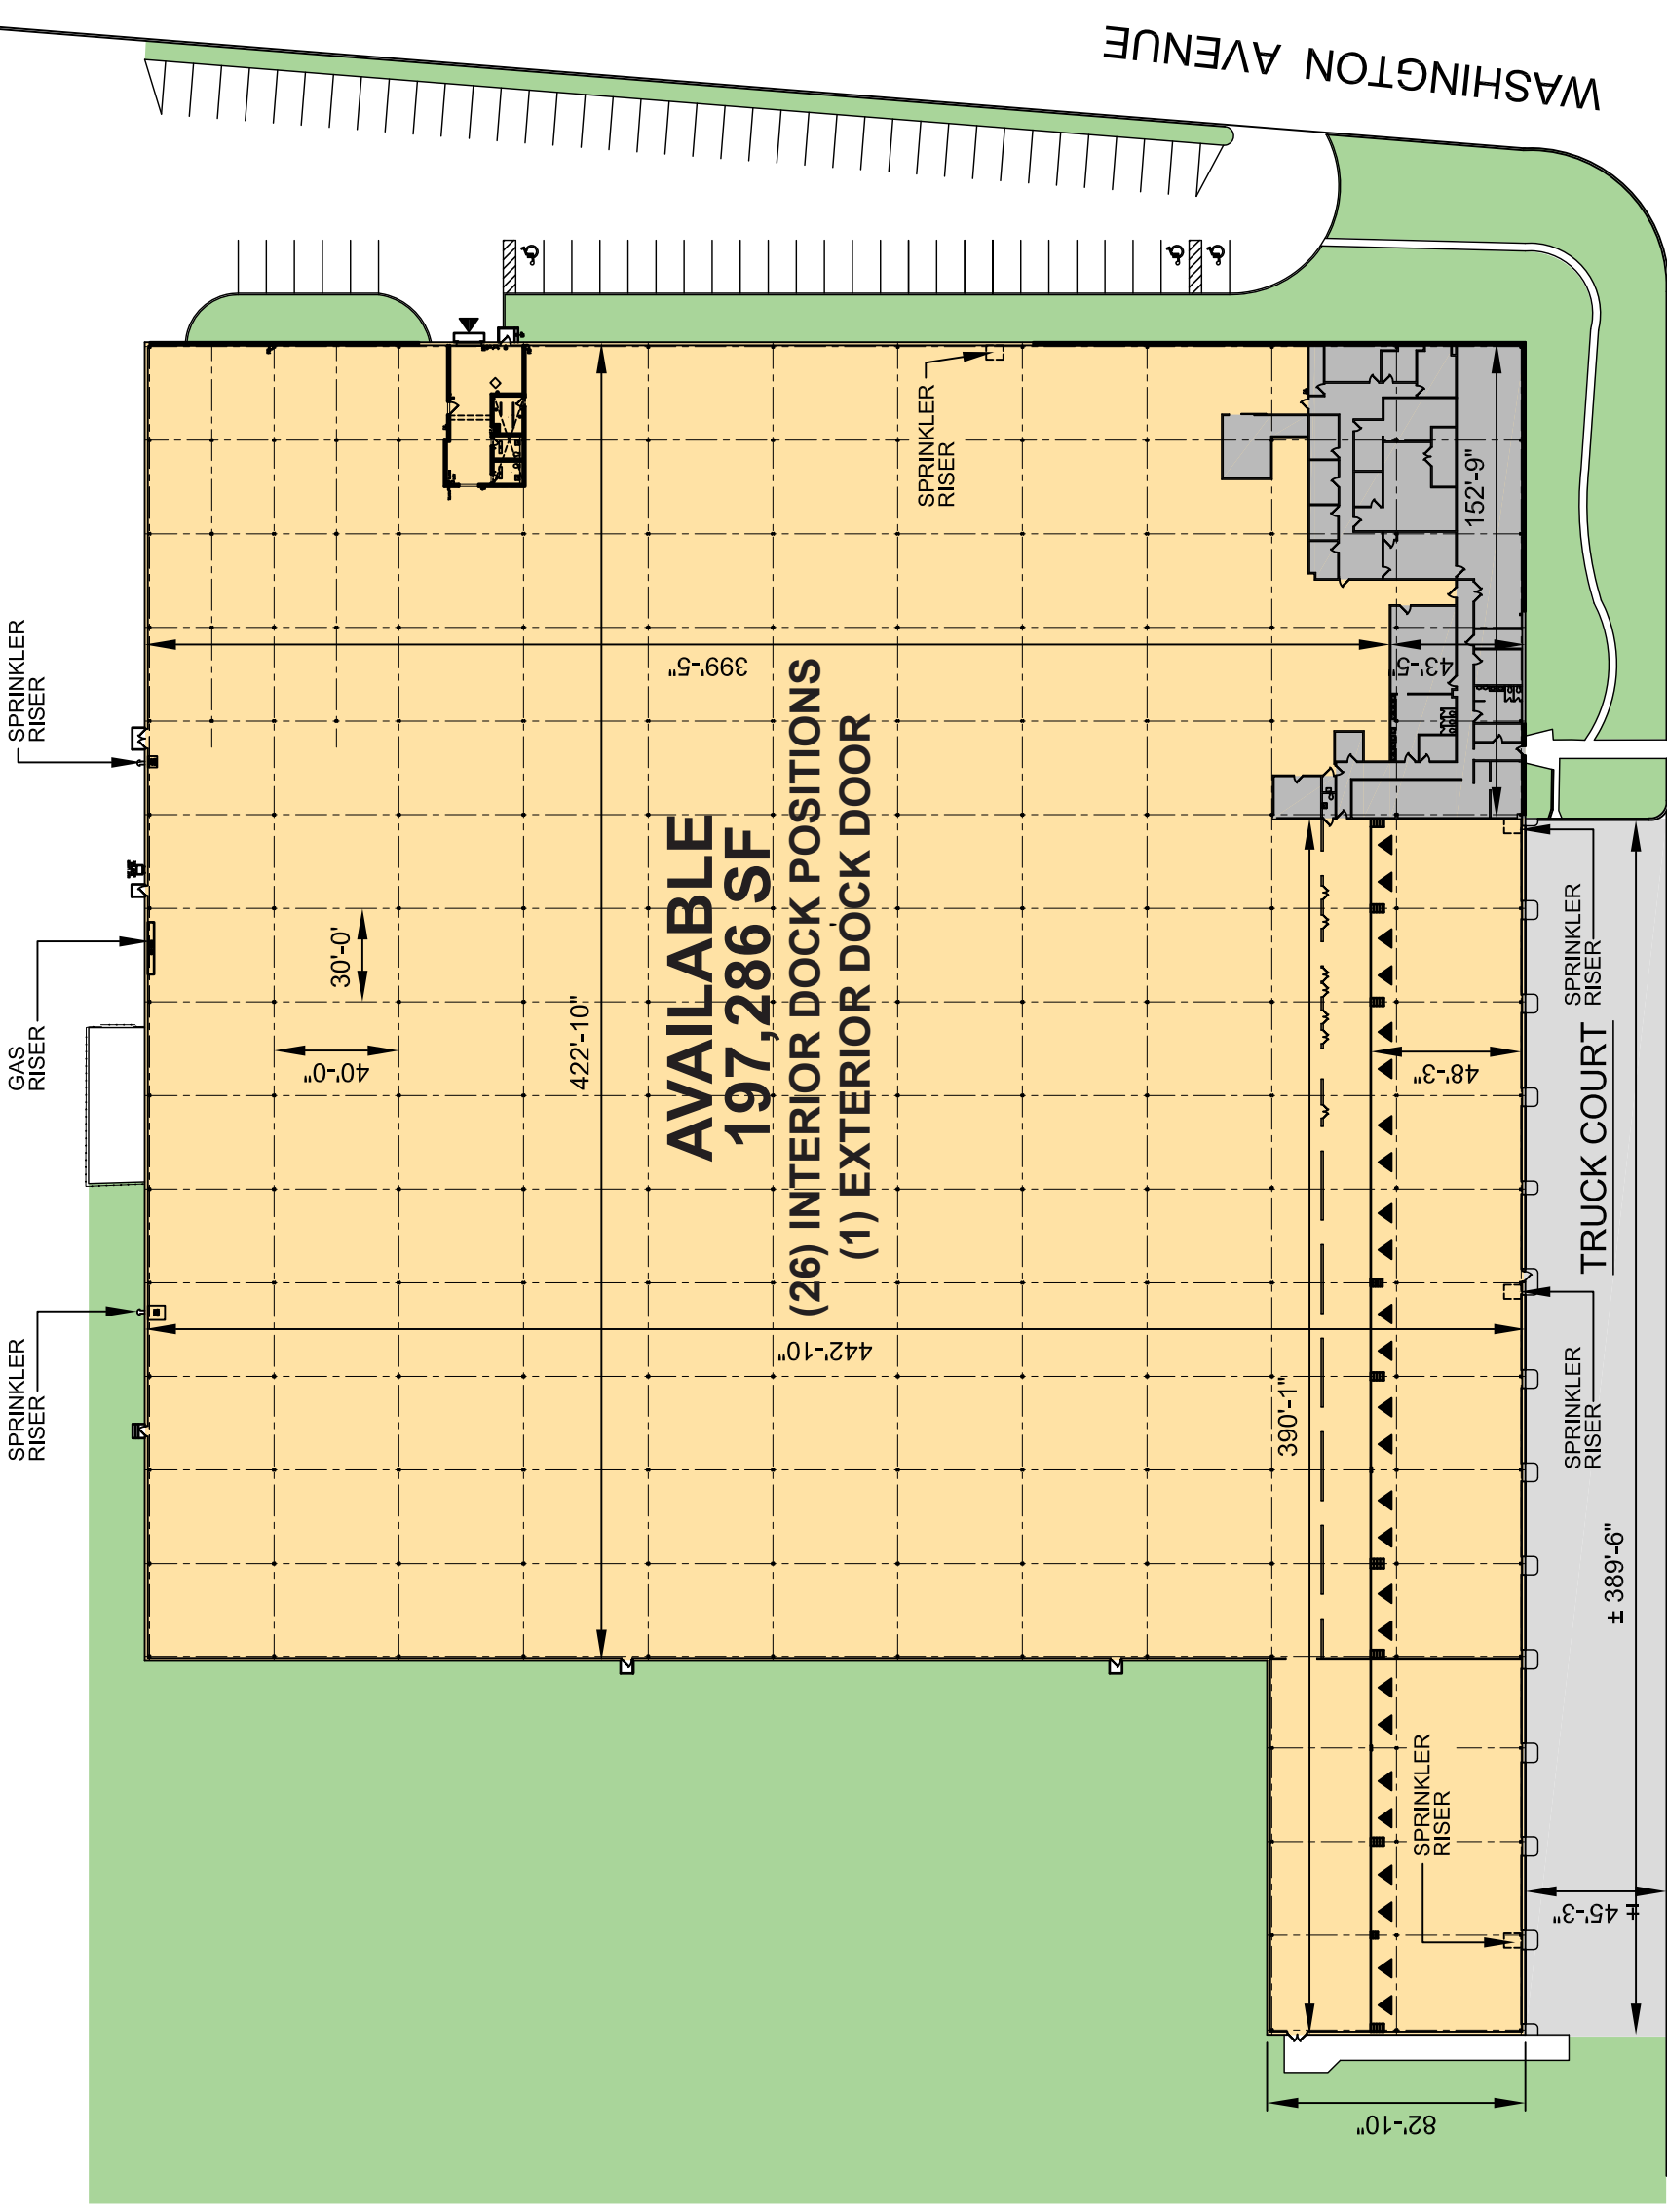 WASHINGTON AVENUE
SPRINKLER
RISER
GAS
RISER
SPRINKLER
RISER
SPRINKLER
RISER
399'-5"
43'-5"
152'-9"
30'-0'
40'-0"
422'-10"
AVAILABLE
197,286 SF
(26) INTERIOR DOCK POSITIONS
(1) EXTERIOR DOCK DOOR
442'-10"
390'-1"
48'-3"
SPRINKLER
RISER
TRUCK COURT
SPRINKLER
RISER
± 389'-6"
SPRINKLER
RISER
± 45'-3"
82'-10"